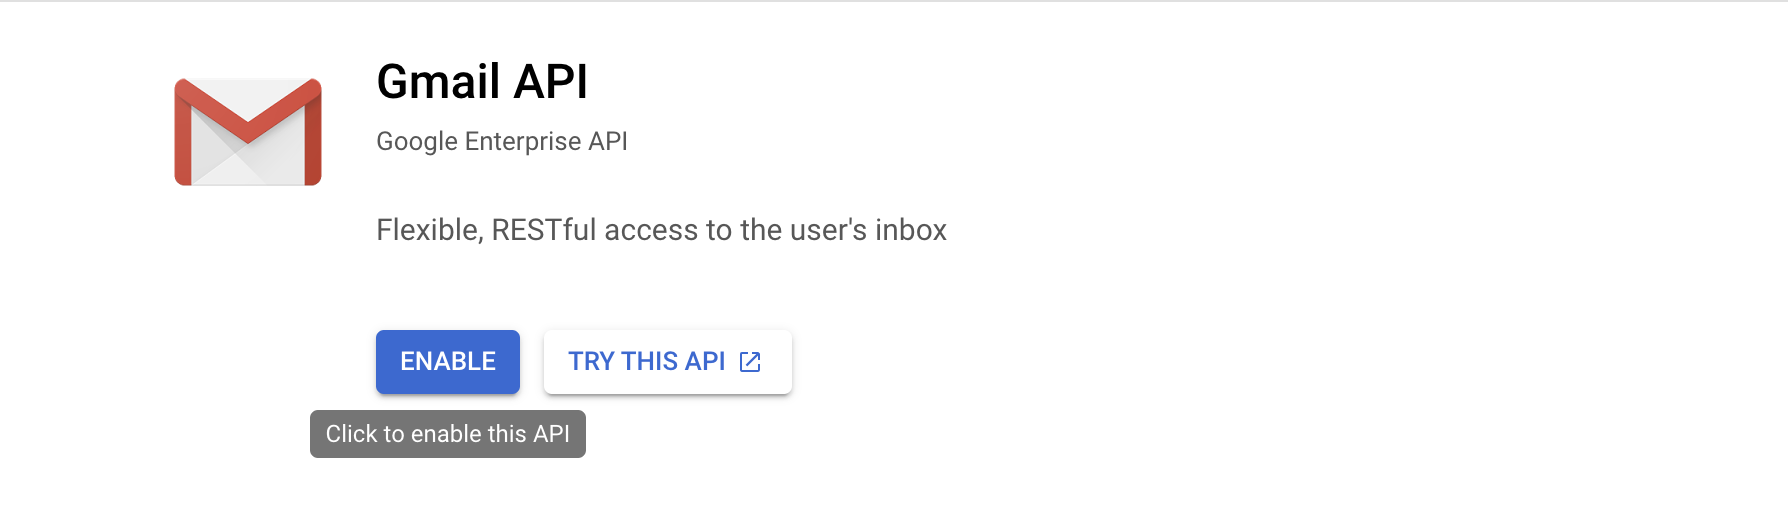 Gmail API
Google Enterprise API
Flexible, RESTful access to the user's inbox
ENABLE
TRY THIS API
Click to enable this API